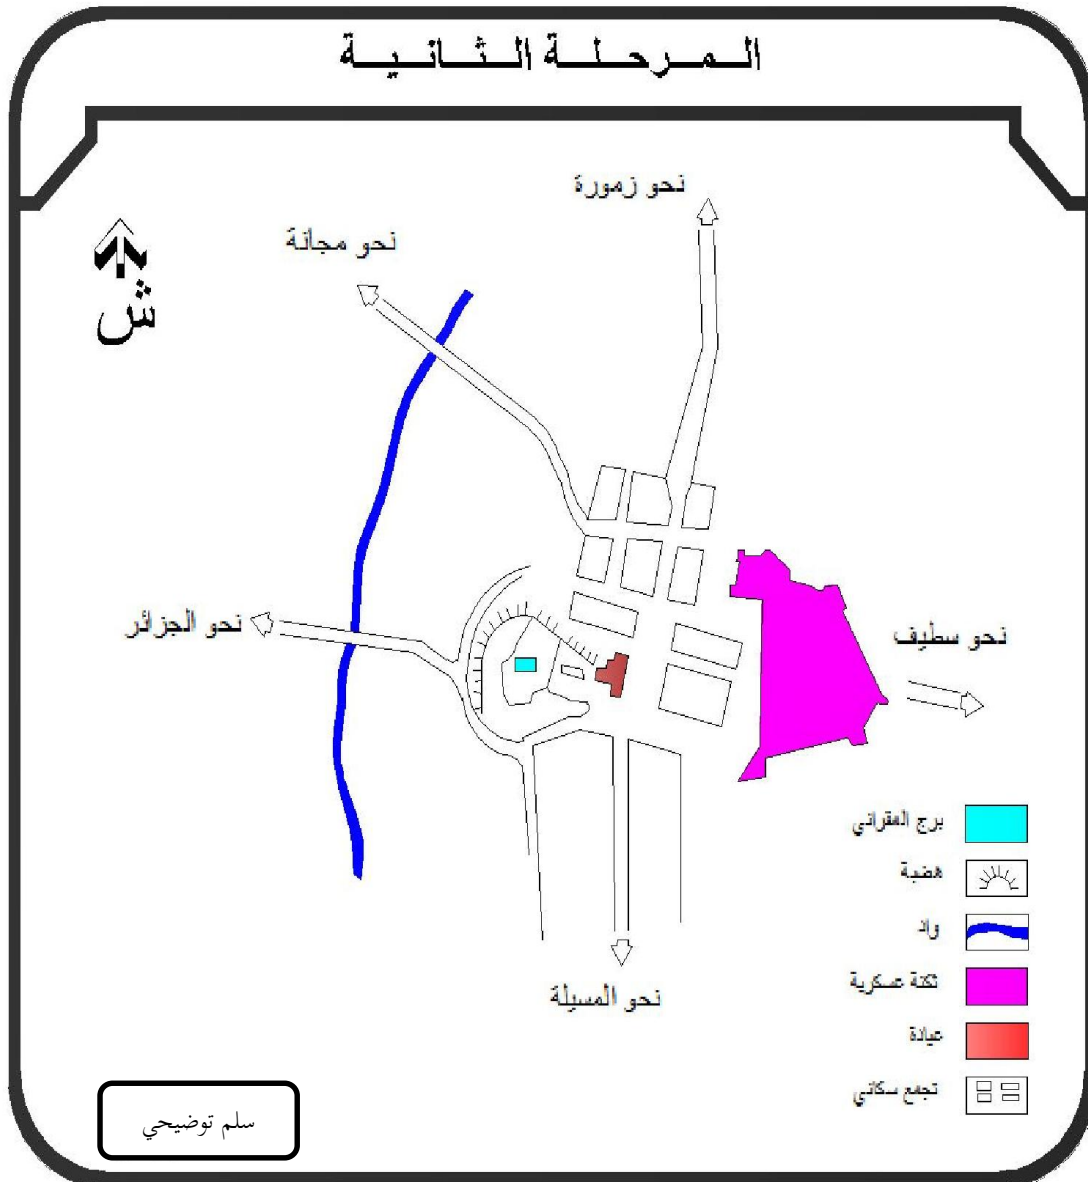 المرحلة الثانية
نحو زمورة
نحو مجانة
ش
نحو الجزائر
نحو سطيف
برج المقراني
هضبة
واد
ثكنة عسكرية
عيادة
تجمع سكاني
نحو المسيلة
سلم توضيحي